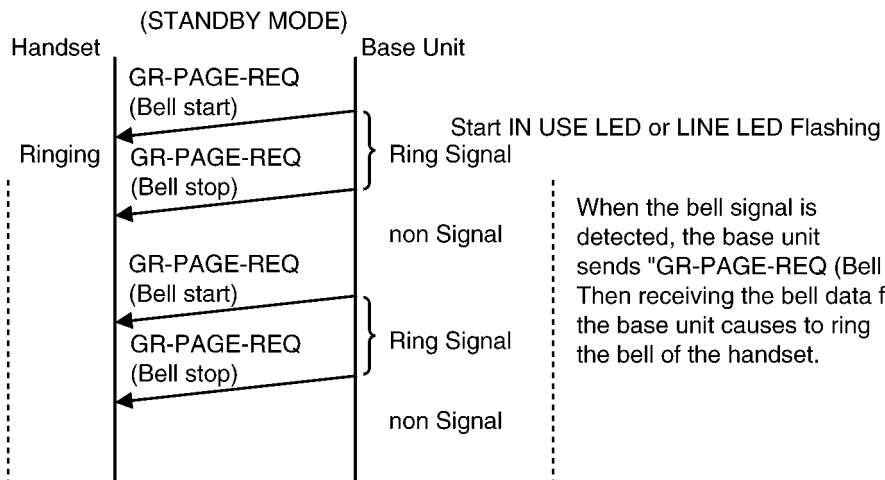 (STANDBY MODE)
Handset
Base Unit
GR-PAGE-REQ
(Bell start)
Start IN USE LED or LINE LED Flashing
Ringing
GR-PAGE-REQ
(Bell stop)
Ring Signal
non Signal
When the bell signal is
detected, the base unit
sends "GR-PAGE-REQ (Bell
Then receiving the bell data f
the base unit causes to ring
the bell of the handset.
GR-PAGE-REQ
(Bell start)
GR-PAGE-REQ
(Bell stop)
Ring Signal
non Signal